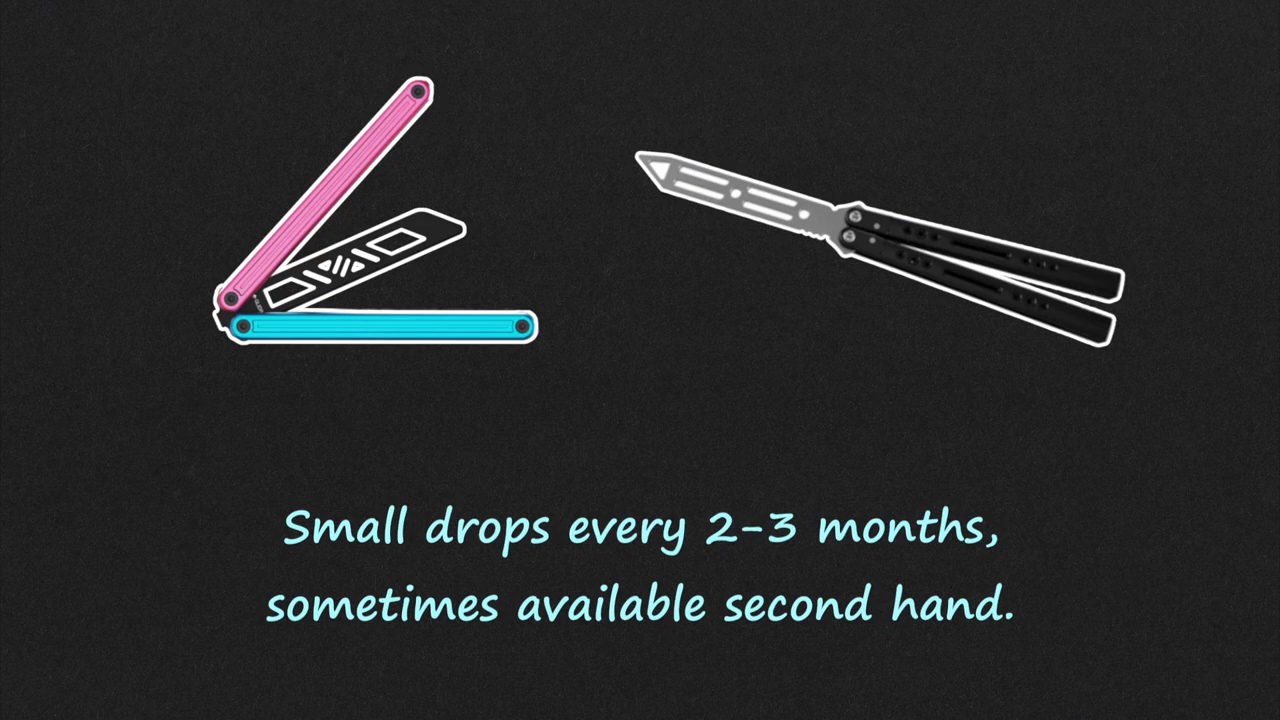 Small drops every 2-3 months,
sometimes available second hand.